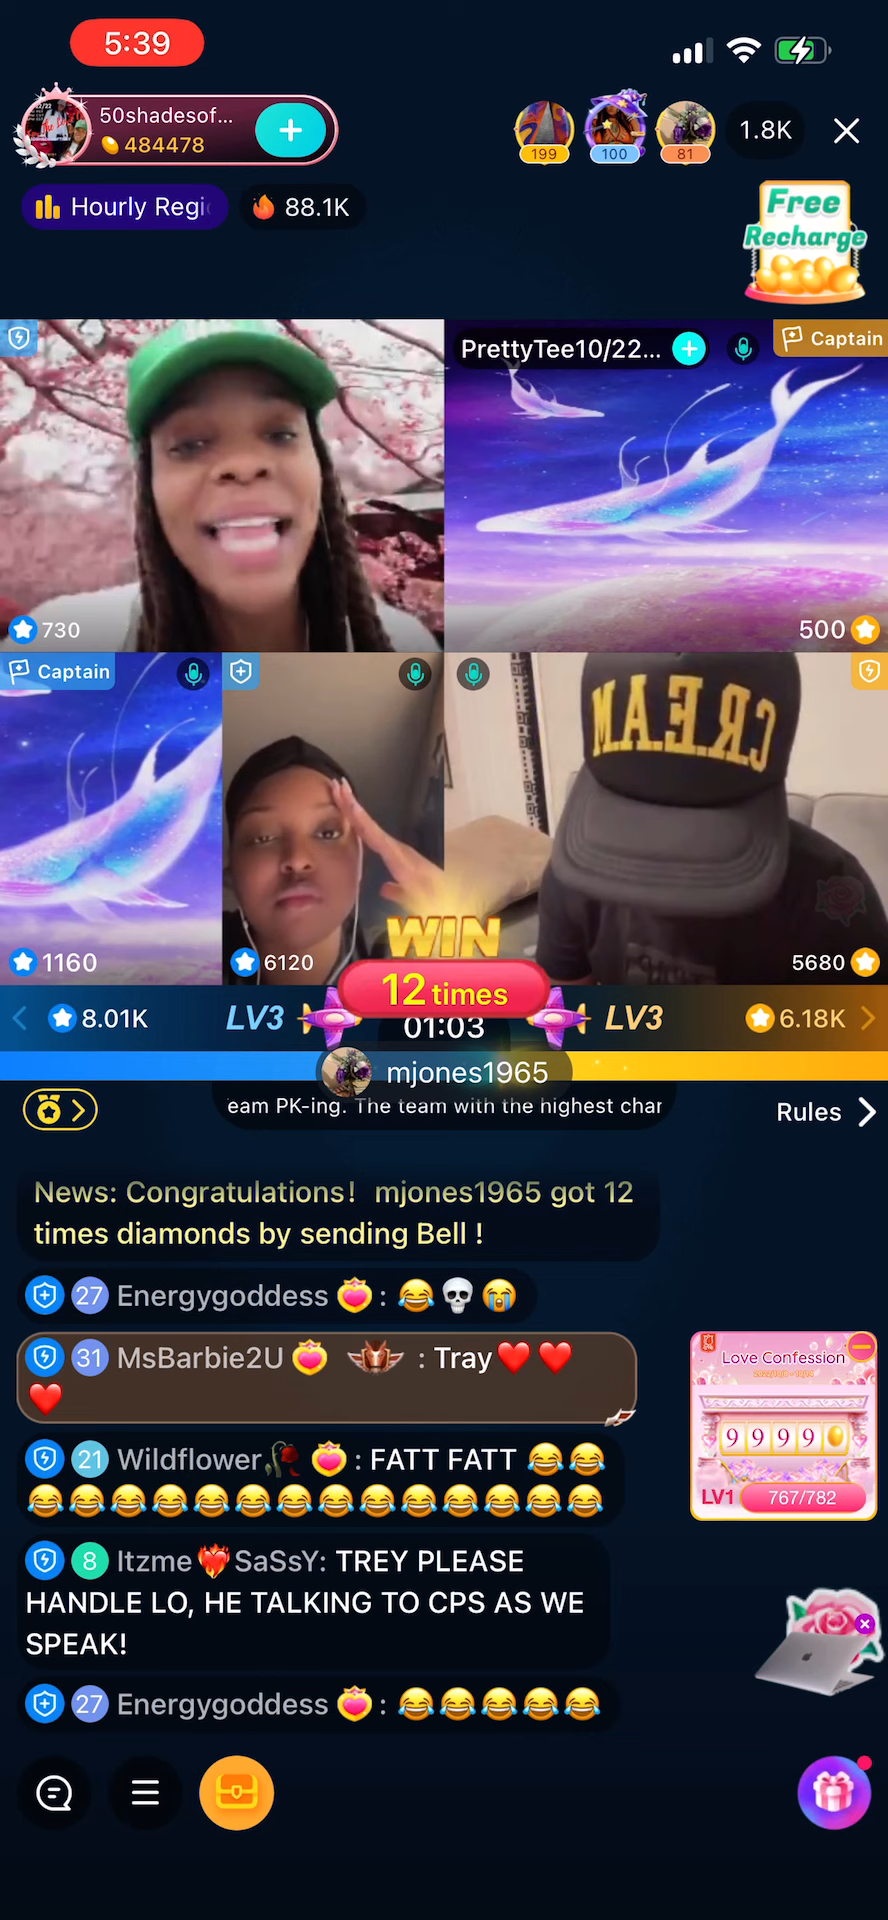 5:39
50shadesof...
484478
199
100
81
1.8K
Hourly Regi
88.1K
Free
Recharge
PrettyTee10/22...
Captain
730
500
Captain
C.R.E.A.M
1160
6120
5680
WIN
12 times
8.01K
LV3
01:03
LV3
6.18K
mjones1965
eam PK-ing. The team with the highest char
Rules
News: Congratulations! mjones1965 got 12
times diamonds by sending Bell !
27 Energygoddess 💖 : 😂💀😭
31 MsBarbie2U : Tray❤️❤️
❤️
21 Wildflower🥀 : FATT FATT 😂😂
😂😂😂😂😂😂😂😂😂😂😂😂😂😂
8 Itzme❤️‍🔥SaSsY: TREY PLEASE
HANDLE LO, HE TALKING TO CPS AS WE
SPEAK!
27 Energygoddess : 😂😂😂😂😂
Love Confession
9 9 9 9
LV1 767/782